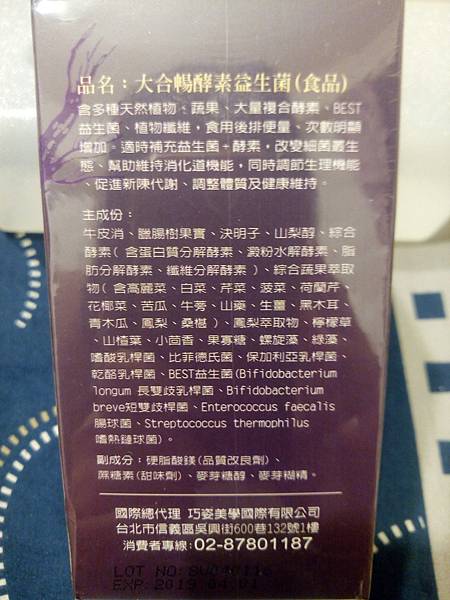 品名：大合暢酵素益生菌(食品)
含多種天然植物、蔬果、大量複合酵素、BEST
益生菌、植物纖維，食用後排便量、次數明顯
增加。適時補充益生菌、酵素，改變細菌叢生
態、幫助維持消化道機能，同時調節生理機能
、促進新陳代謝、調整體質及健康維持。
主成份：
牛皮消、臘腸樹果實、決明子、山梨醇、綜合
酵素(含蛋白質分解酵素、澱粉水解酵素、脂
肪分解酵素、纖維分解酵素)、綜合蔬果萃取
物(含高麗菜、白菜、芹菜、菠菜、荷蘭芹、
花椰菜、苦瓜、牛蒡、山藥、生薑、黑木耳、
青木瓜、鳳梨、桑椹)、鳳梨萃取物、檸檬草
、山楂葉、小茴香、果寡糖、螺旋藻、綠藻、
嗜酸乳桿菌、比菲德氏菌、保加利亞乳桿菌、
乾酪乳桿菌、BEST益生菌(Bifidobacterium
longum 長雙歧乳桿菌、Bifidobacterium
breve短雙歧桿菌、Enterococcus faecalis
腸球菌、Streptococcus thermophilus
嗜熱鏈球菌)。
副成分：硬脂酸鎂(品質改良劑)、
蔗糖素(甜味劑)、麥芽糖醇、麥芽糊精。
國際總代理 巧姿美學國際有限公司
台北市信義區吳興街600巷132號1樓
消費者專線：02-87801187
LOT NO:
EXP. 2019 04 01